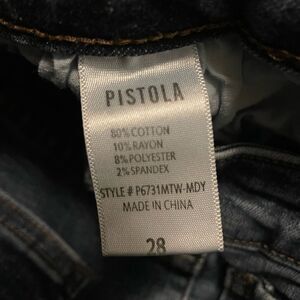 PISTOLA
80% COTTON
10% RAYON
8% POLYESTER
2% SPANDEX
STYLE # P6731MTW-MDY
MADE IN CHINA
28